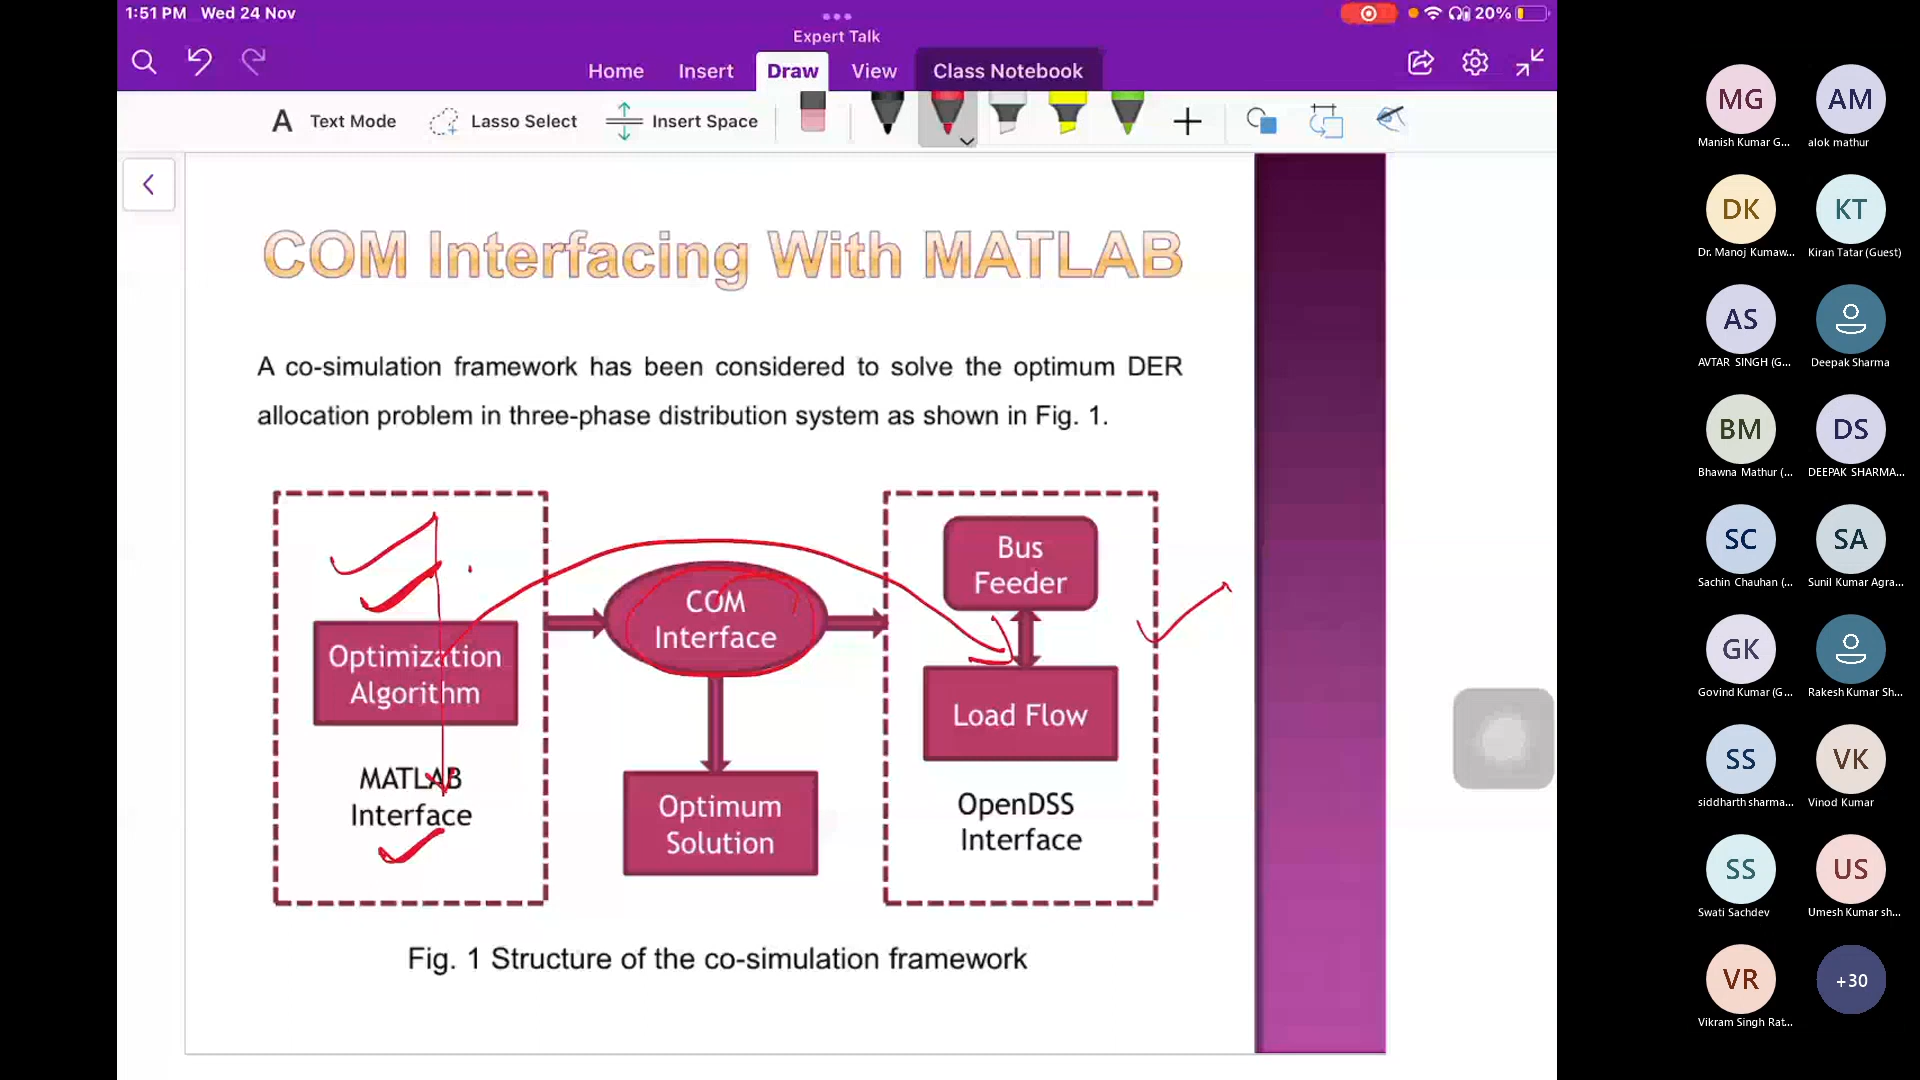 1:51 PM Wed 24 Nov
20%
Expert Talk
Home Insert Draw View Class Notebook
A Text Mode Lasso Select Insert Space
COM Interfacing With MATLAB
A co-simulation framework has been considered to solve the optimum DER
allocation problem in three-phase distribution system as shown in Fig. 1.
Optimization
Algorithm
MATLAB
Interface
COM
Interface
Optimum
Solution
Bus
Feeder
Load Flow
OpenDSS
Interface
Fig. 1 Structure of the co-simulation framework
MG AM
Manish Kumar G... alok mathur
DK KT
Dr. Manoj Kumaw... Kiran Tatar (Guest)
AS
AVTAR SINGH (G... Deepak Sharma
BM DS
Bhawna Mathur (... DEEPAK SHARMA...
SC SA
Sachin Chauhan (... Sunil Kumar Agra...
GK
Govind Kumar (G... Rakesh Kumar Sh...
SS VK
siddharth sharma... Vinod Kumar
SS US
Swati Sachdev Umesh Kumar sh...
VR +30
Vikram Singh Rat...